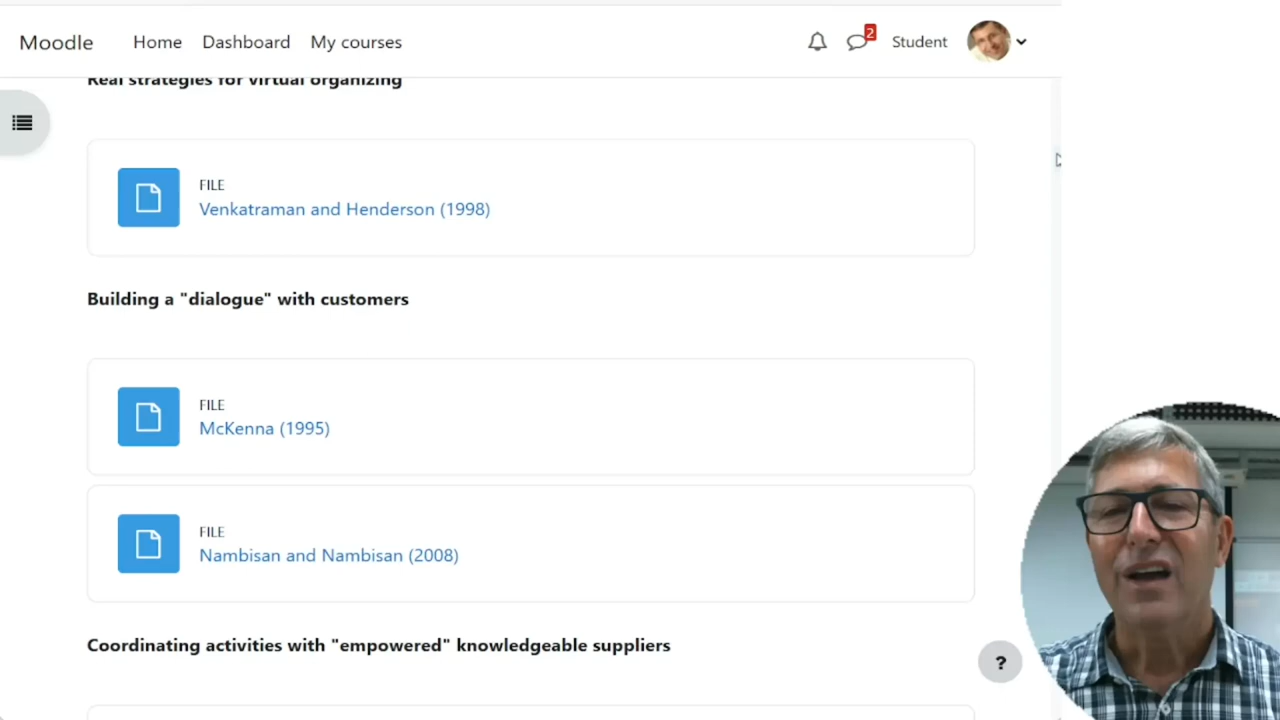 Moodle
Home Dashboard My courses
2
Student
Real strategies for virtual organizing
FILE
Venkatraman and Henderson (1998)
Building a "dialogue" with customers
FILE
McKenna (1995)
FILE
Nambisan and Nambisan (2008)
Coordinating activities with "empowered" knowledgeable suppliers
?